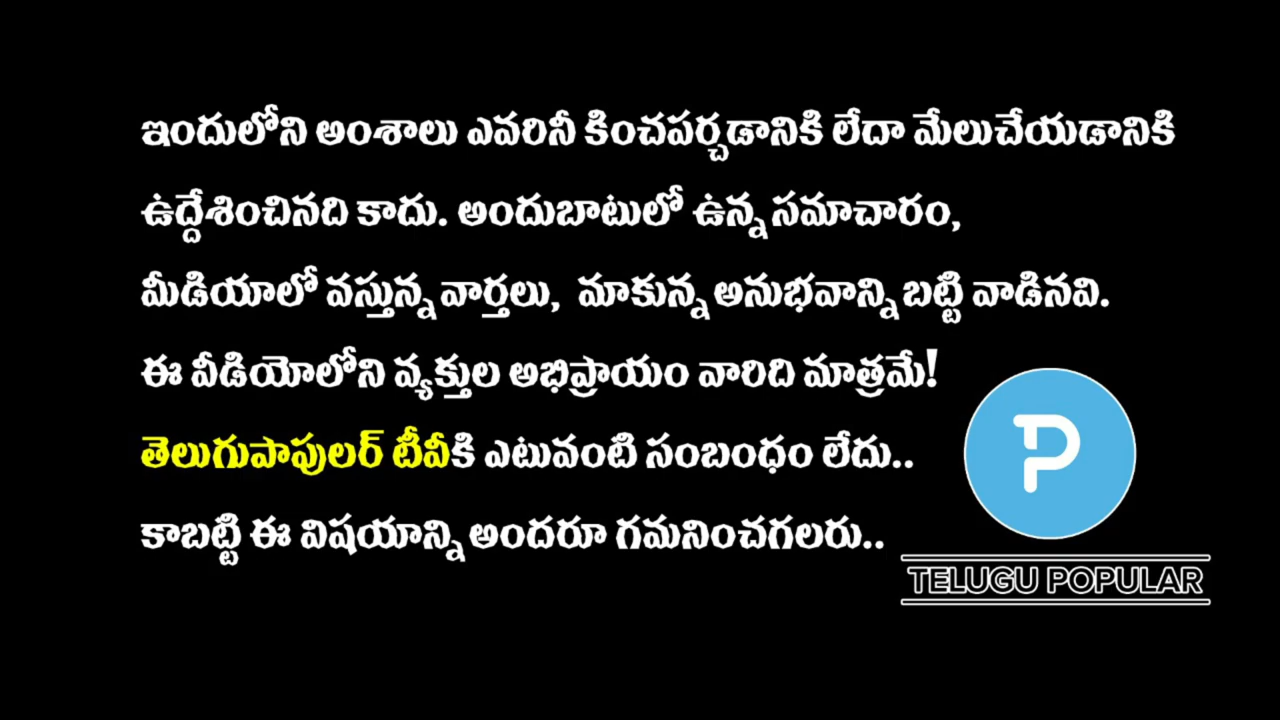 ఇందులోని అంశాలు ఎవరినీ కించపర్చడానికి లేదా మేలుచేయడానికి
ఉద్దేశించినది కాదు. అందుబాటులో ఉన్న సమాచారం,
మీడియాలో వస్తున్న వార్తలు, మాకున్న అనుభవాన్ని బట్టి వాడినవి.
ఈ వీడియోలోని వ్యక్తుల అభిప్రాయం వారిది మాత్రమే!
తెలుగుపాపులర్ టీవీకి ఎటువంటి సంబంధం లేదు..
కాబట్టి ఈ విషయాన్ని అందరూ గమనించగలరు..
P
TELUGU POPULAR